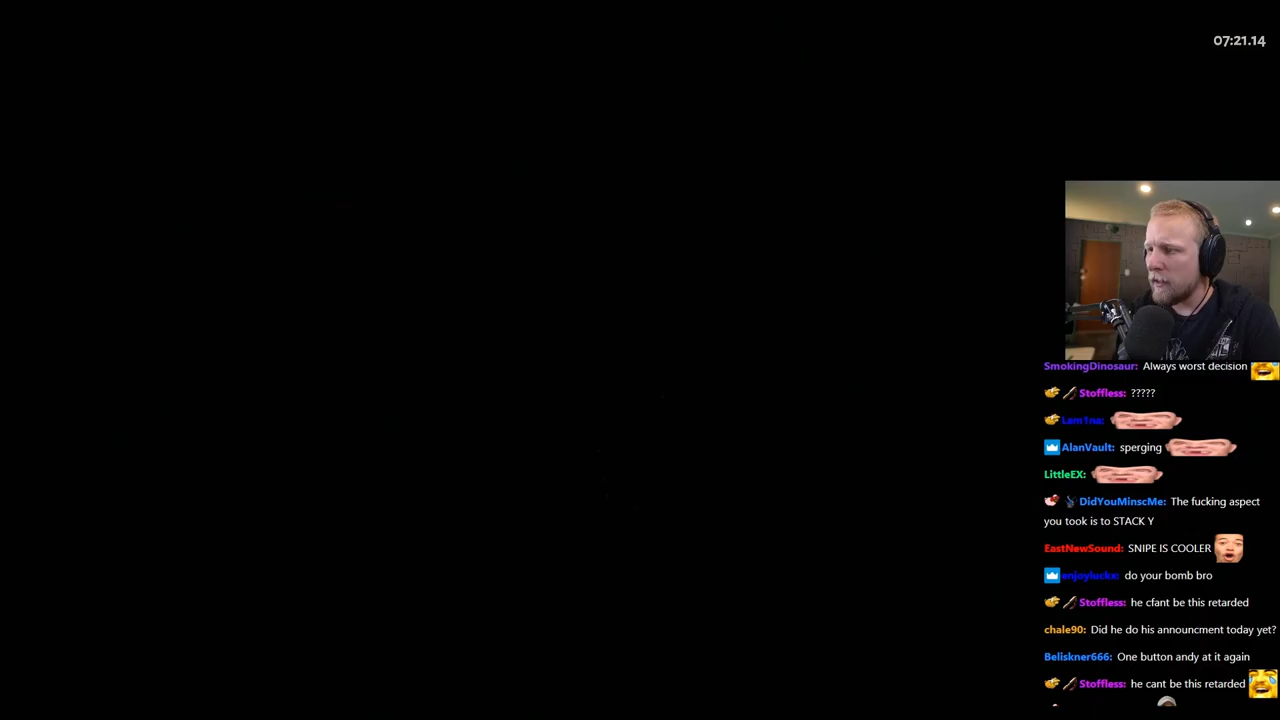 07:21.14
SmokingDinosaur: Always worst decision
Stoffless: ?????
Lam1na:
AlanVault: sperging
LittleEX:
DidYouMinscMe: The fucking aspect
you took is to STACK Y
EastNewSound: SNIPE IS COOLER
enjoyluckx: do your bomb bro
Stoffless: he cfant be this retarded
chale90: Did he do his announcment today yet?
Beliskner666: One button andy at it again
Stoffless: he cant be this retarded